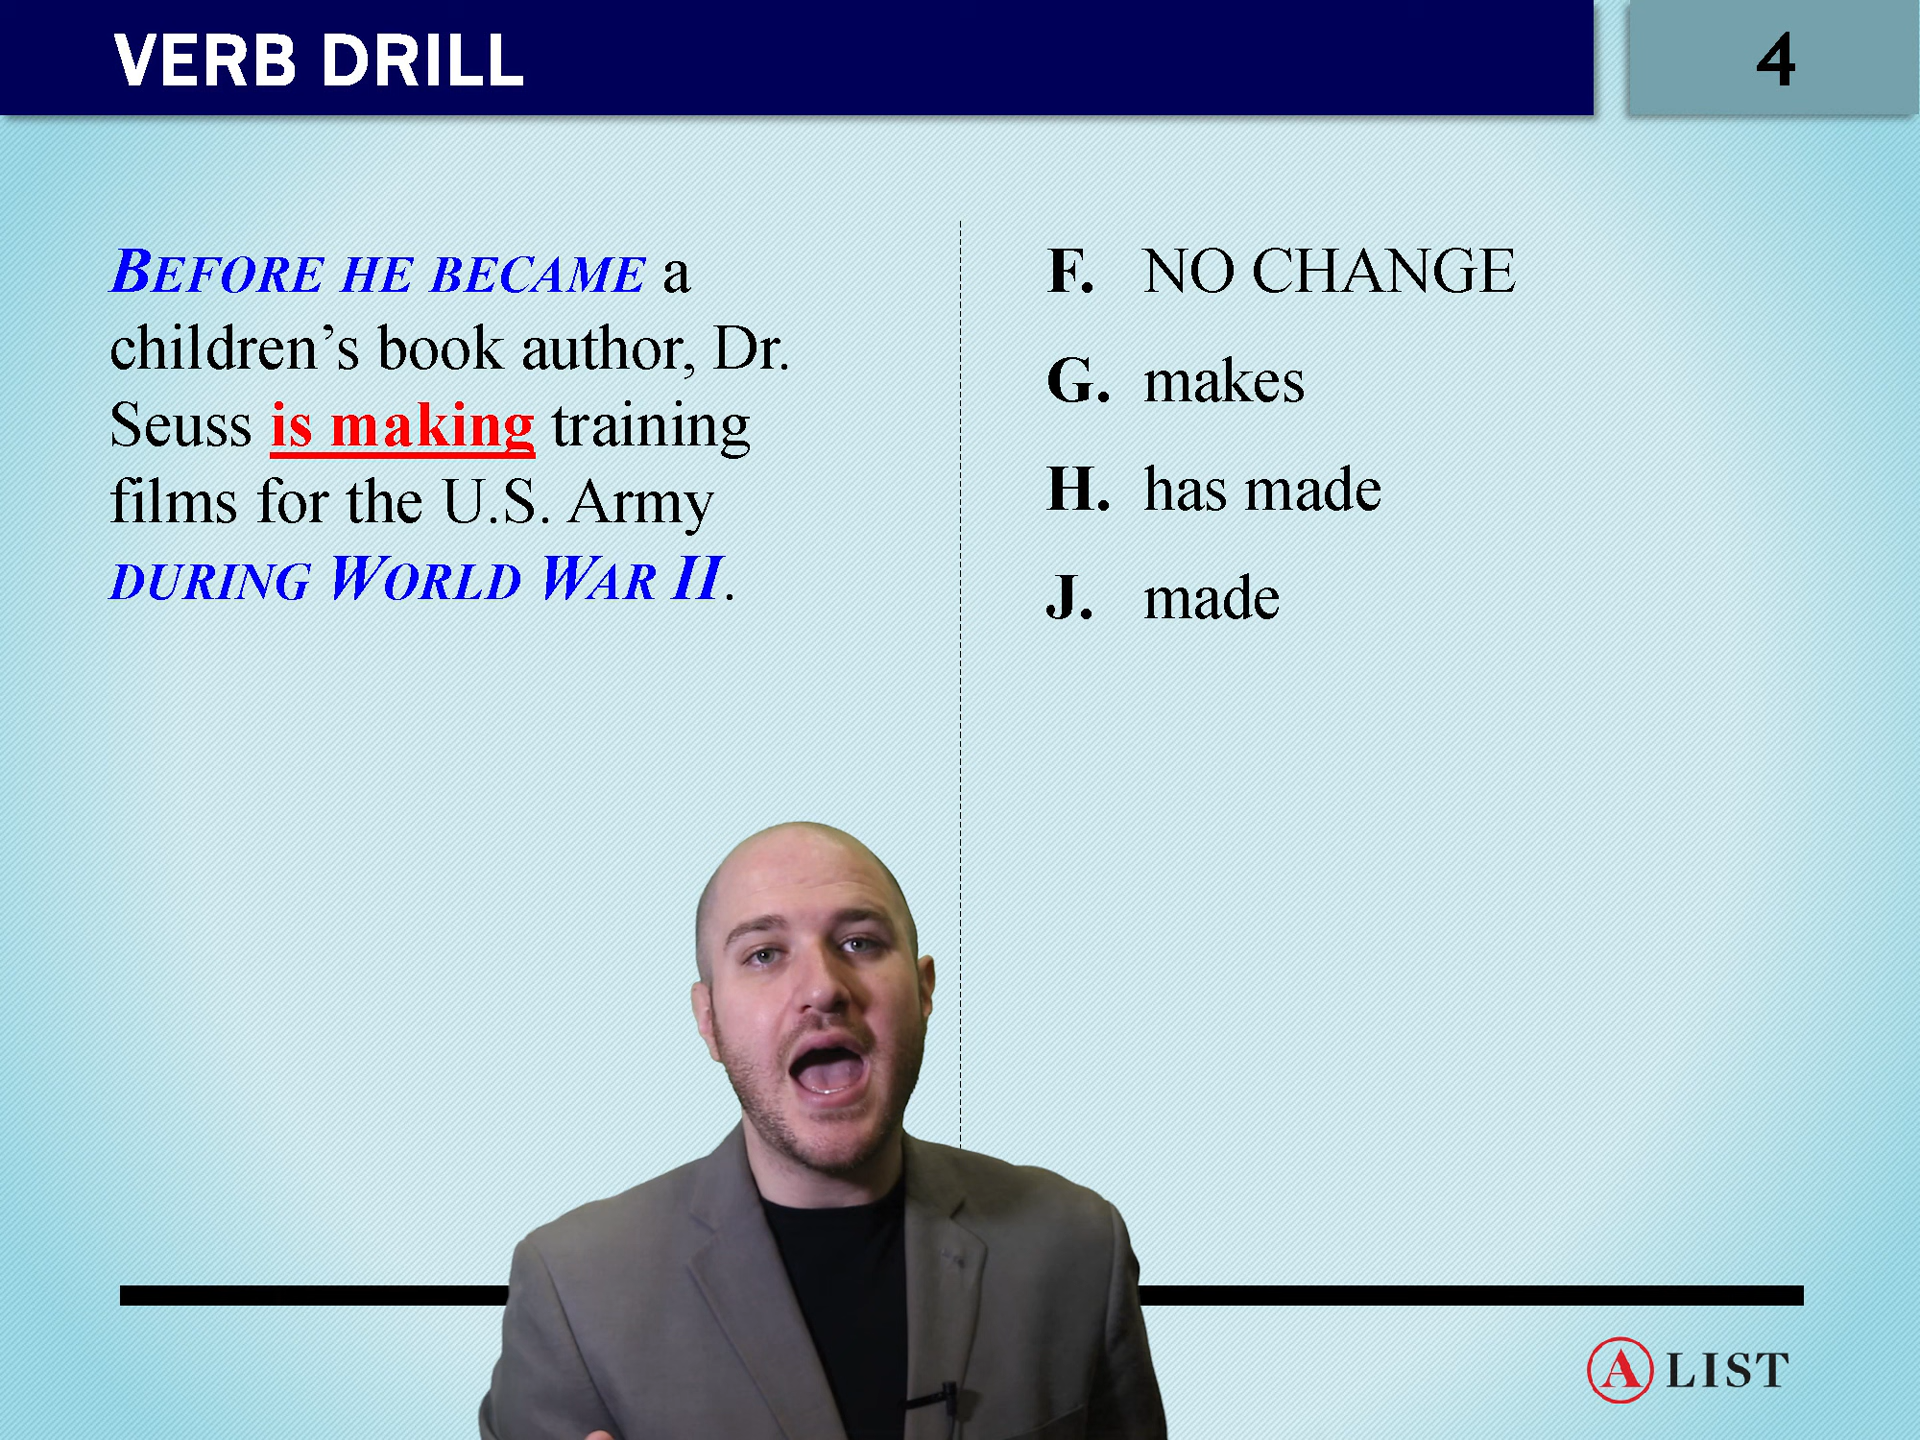 VERB DRILL
4
BEFORE HE BECAME a
children’s book author, Dr.
Seuss is making training
films for the U.S. Army
DURING WORLD WAR II.
F. NO CHANGE
G. makes
H. has made
J. made
A LIST